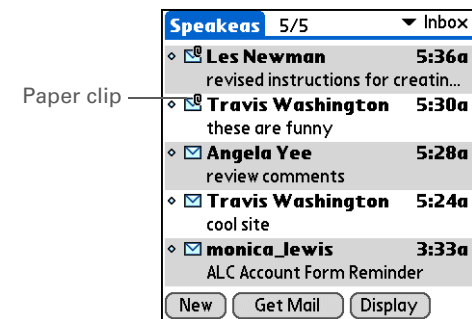 Speakeas 5/5 Inbox
Les Newman 5:36a
revised instructions for creatin...
Paper clip
Travis Washington 5:30a
these are funny
Angela Yee 5:28a
review comments
Travis Washington 5:24a
cool site
monica_lewis 3:33a
ALC Account Form Reminder
New Get Mail Display